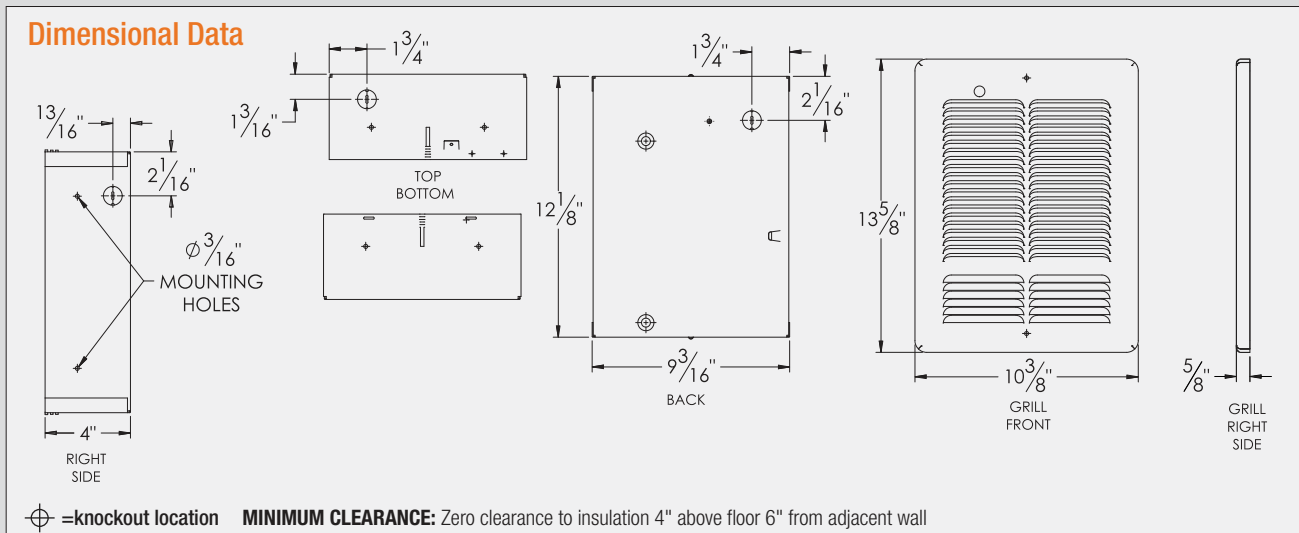 Dimensional Data
13/16"
2 1/16"
Ø 3/16"
MOUNTING
HOLES
4"
RIGHT
SIDE
1 3/4"
1 3/16"
TOP
BOTTOM
1 3/4"
2 1/16"
12 1/8"
9 3/16"
BACK
13 5/8"
10 3/8"
GRILL
FRONT
5/8"
GRILL
RIGHT
SIDE
=knockout location MINIMUM CLEARANCE: Zero clearance to insulation 4" above floor 6" from adjacent wall